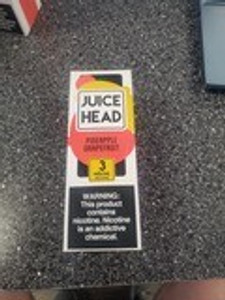 JUICE
HEAD
PINEAPPLE
GRAPEFRUIT
3
WARNING:
This product
contains
nicotine. Nicotine
is an addictive
chemical.